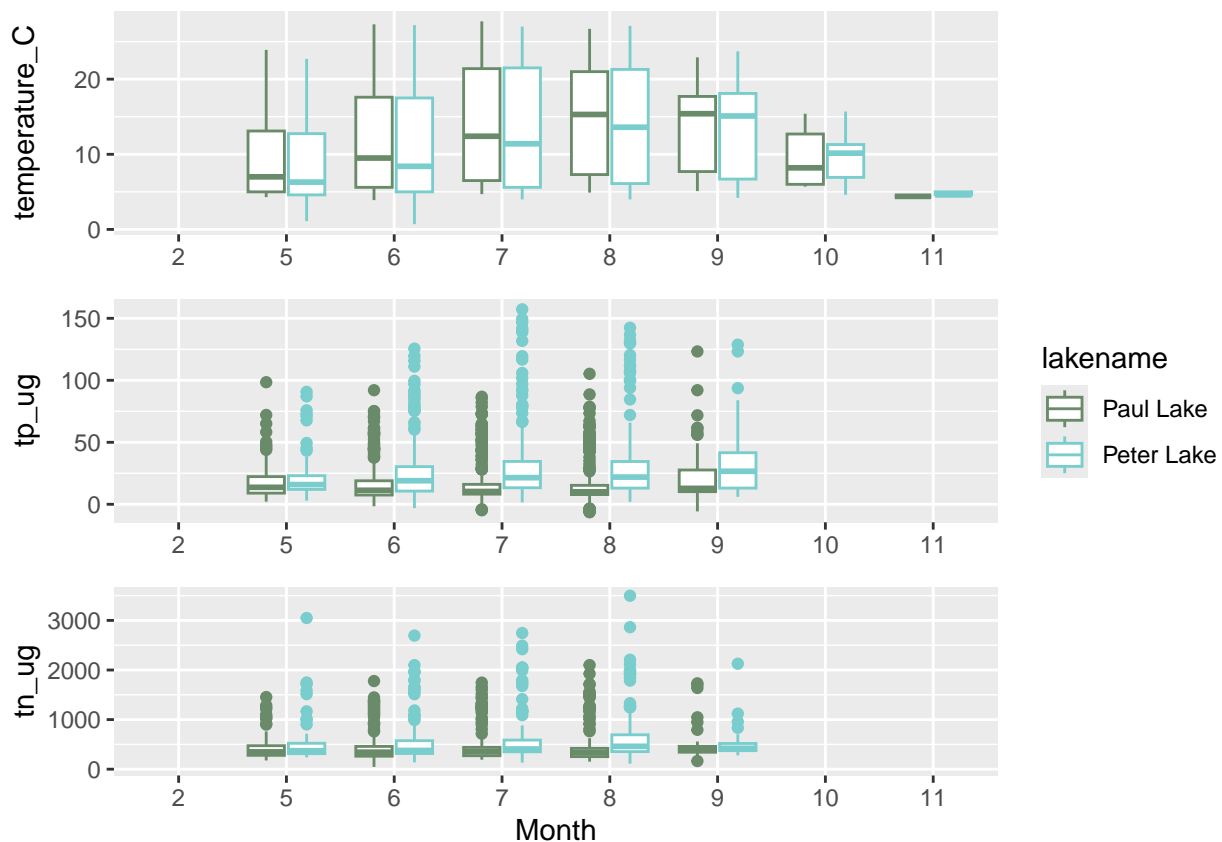 temperature_C
20
10
0
2 5 6 7 8 9 10 11
tp_ug
150
100
50
0
2 5 6 7 8 9 10 11
tn_ug
3000
2000
1000
0
2 5 6 7 8 9 10 11
Month
lakename
Paul Lake
Peter Lake